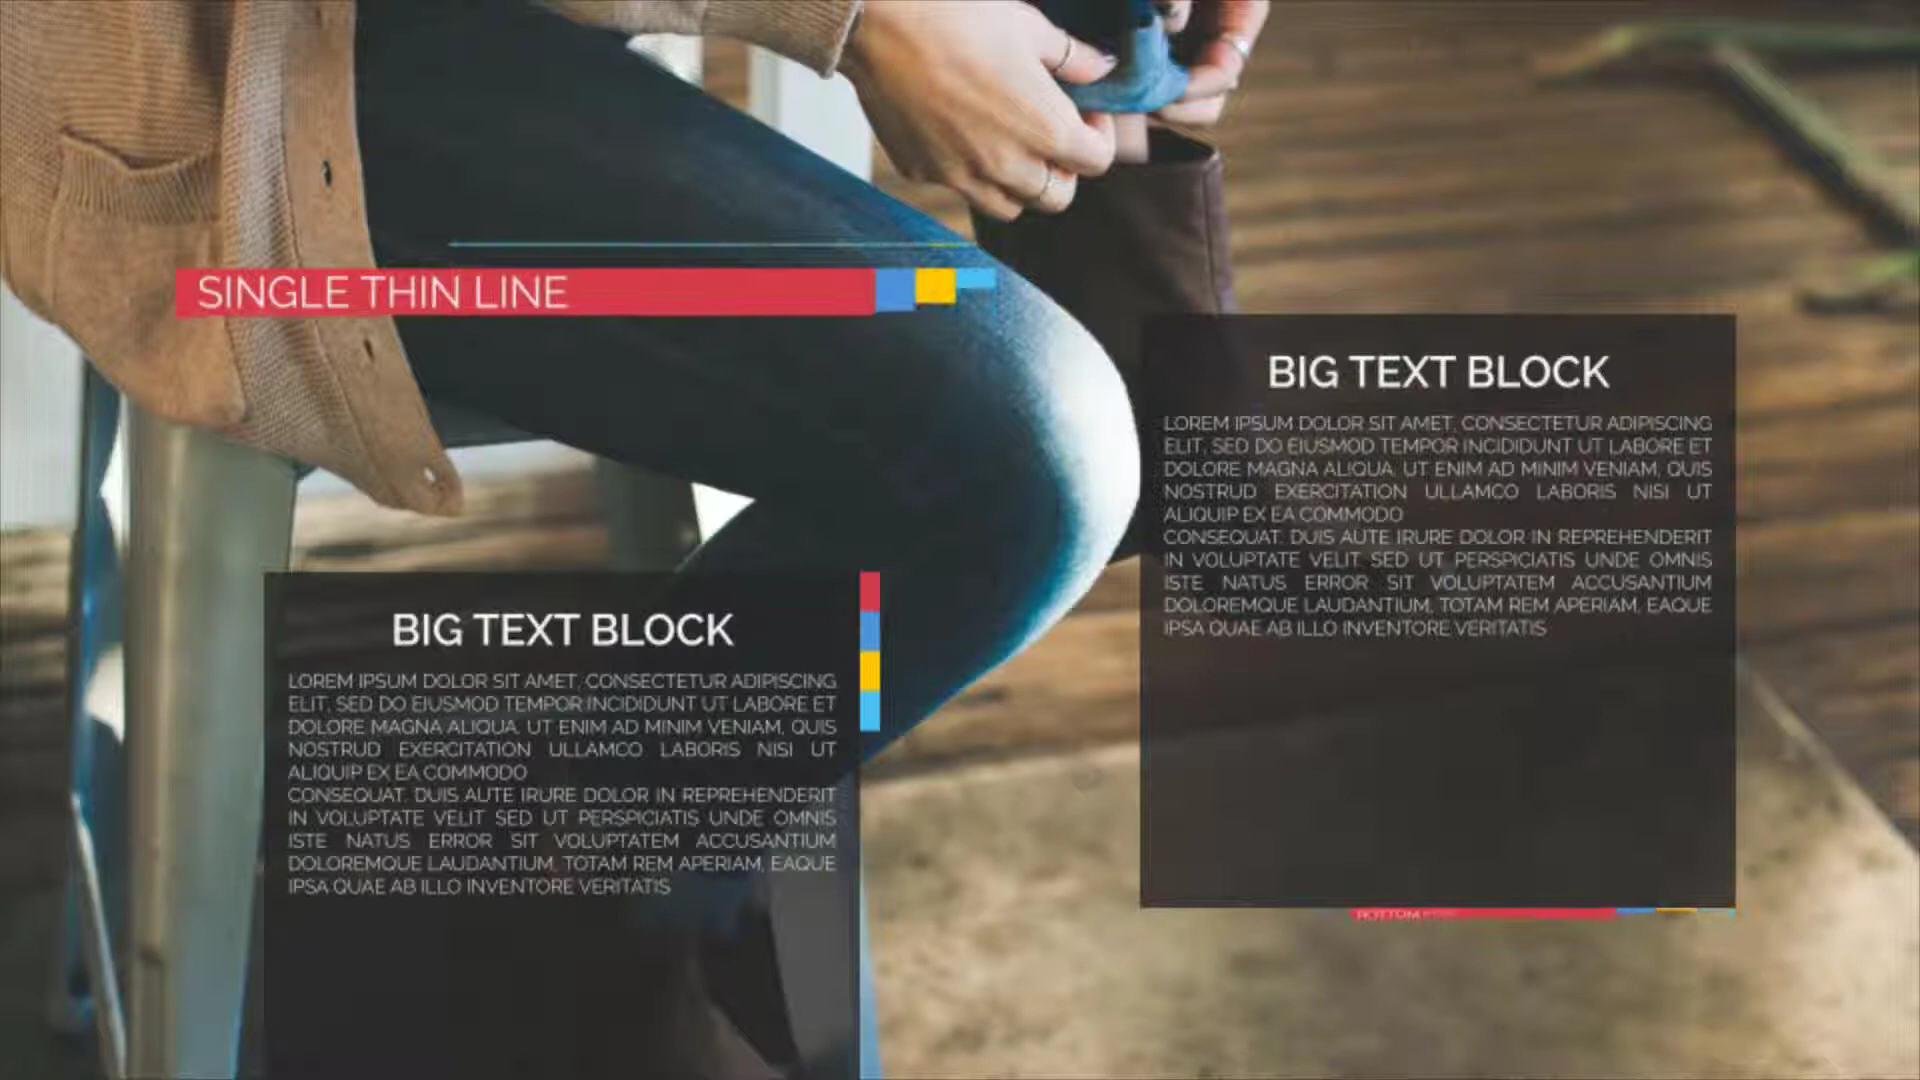 SINGLE THIN LINE
BIG TEXT BLOCK
LOREM IPSUM DOLOR SIT AMET, CONSECTETUR ADIPISCING
ELIT, SED DO EIUSMOD TEMPOR INCIDIDUNT UT LABORE ET
DOLORE MAGNA ALIQUA. UT ENIM AD MINIM VENIAM, QUIS
NOSTRUD EXERCITATION ULLAMCO LABORIS NISI UT
ALIQUIP EX EA COMMODO
CONSEQUAT. DUIS AUTE IRURE DOLOR IN REPREHENDERIT
IN VOLUPTATE VELIT SED UT PERSPICIATIS UNDE OMNIS
ISTE NATUS ERROR SIT VOLUPTATEM ACCUSANTIUM
DOLOREMQUE LAUDANTIUM, TOTAM REM APERIAM, EAQUE
IPSA QUAE AB ILLO INVENTORE VERITATIS
BIG TEXT BLOCK
LOREM IPSUM DOLOR SIT AMET, CONSECTETUR ADIPISCING
ELIT, SED DO EIUSMOD TEMPOR INCIDIDUNT UT LABORE ET
DOLORE MAGNA ALIQUA. UT ENIM AD MINIM VENIAM, QUIS
NOSTRUD EXERCITATION ULLAMCO LABORIS NISI UT
ALIQUIP EX EA COMMODO
CONSEQUAT. DUIS AUTE IRURE DOLOR IN REPREHENDERIT
IN VOLUPTATE VELIT. SED UT PERSPICIATIS UNDE OMNIS
ISTE NATUS ERROR SIT VOLUPTATEM ACCUSANTIUM
DOLOREMQUE LAUDANTIUM, TOTAM REM APERIAM, EAQUE
IPSA QUAE AB ILLO INVENTORE VERITATIS
BOTTOM